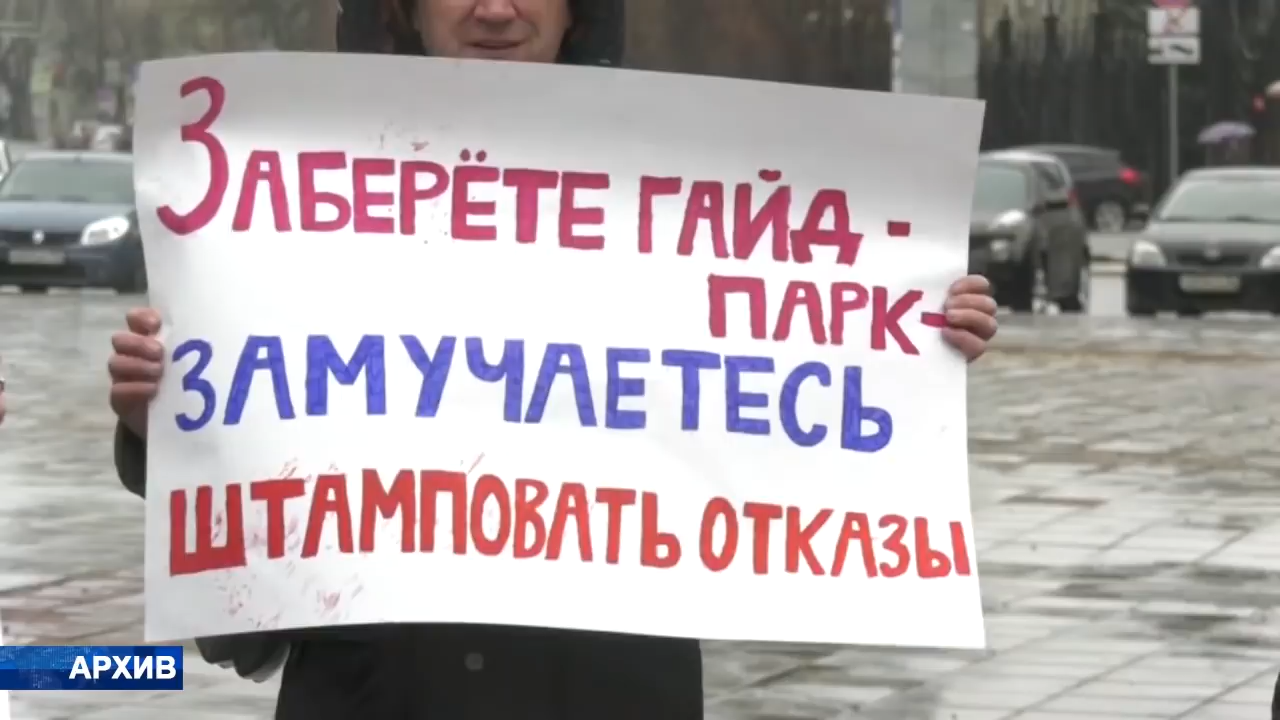 ЗАБЕРЁТЕ ГАЙД -
ПАРК-
ЗАМУЧАЕТЕСЬ
ШТАМПОВАТЬ ОТКАЗЫ
АРХИВ